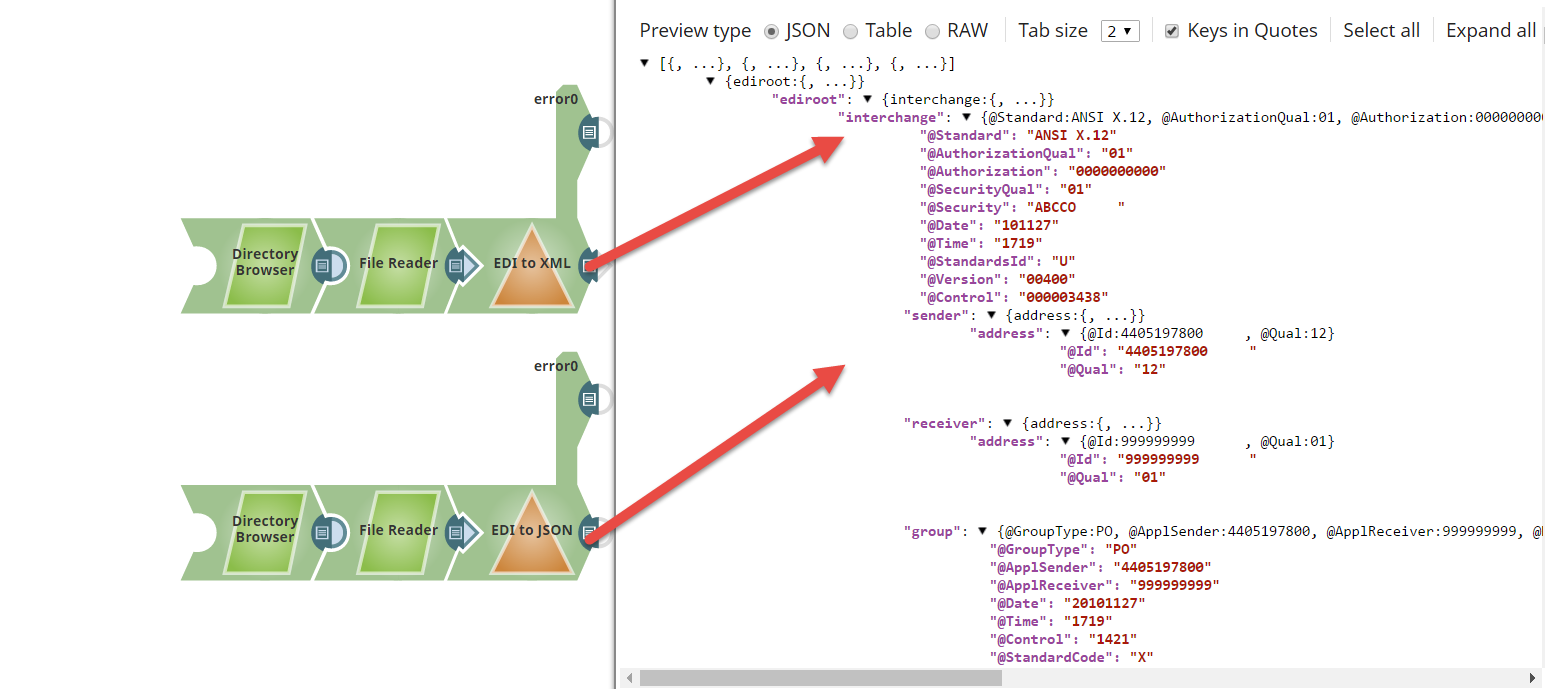 Preview type JSON Table RAW Tab size 2 ▼ Keys in Quotes Select all Expand all
▼ [{, ...}, {, ...}, {, ...}, {, ...}]
▼ {ediroot:{, ...}}
"ediroot": ▼ {interchange:{, ...}}
"interchange": ▼ {@Standard:ANSI X.12, @AuthorizationQual:01, @Authorization:000000000
"@Standard": "ANSI X.12"
"@AuthorizationQual": "01"
"@Authorization": "0000000000"
"@SecurityQual": "01"
"@Security": "ABCCO     "
"@Date": "101127"
"@Time": "1719"
"@StandardsId": "U"
"@Version": "00400"
"@Control": "000003438"
"sender": ▼ {address:{, ...}}
"address": ▼ {@Id:4405197800     , @Qual:12}
"@Id": "4405197800     "
"@Qual": "12"
"receiver": ▼ {address:{, ...}}
"address": ▼ {@Id:999999999      , @Qual:01}
"@Id": "999999999      "
"@Qual": "01"
"group": ▼ {@GroupType:PO, @ApplSender:4405197800, @ApplReceiver:999999999, @
"@GroupType": "PO"
"@ApplSender": "4405197800"
"@ApplReceiver": "999999999"
"@Date": "20101127"
"@Time": "1719"
"@Control": "1421"
"@StandardCode": "X"
error0
Directory
Browser
File Reader
EDI to XML
error0
Directory
Browser
File Reader
EDI to JSON